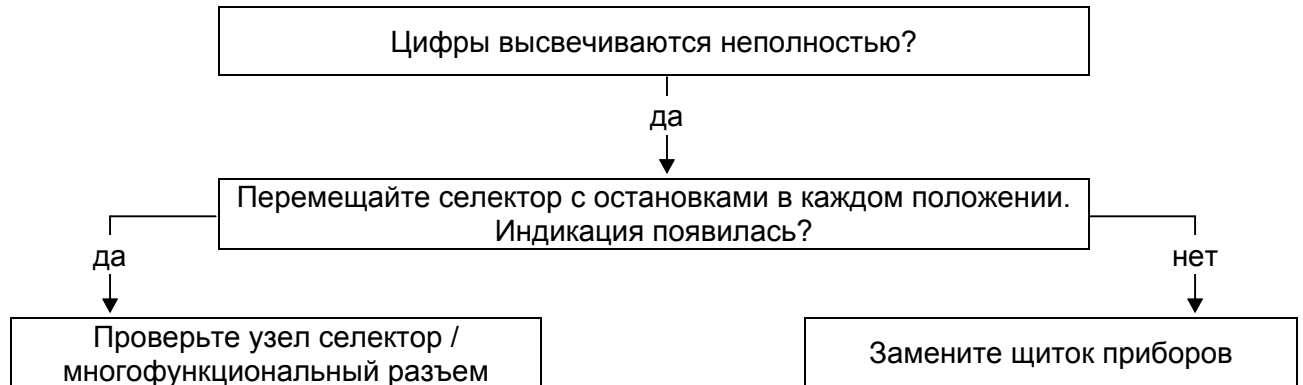 Цифры высвечиваются неполностью?
да
Перемещайте селектор с остановками в каждом положении.
Индикация появилась?
да
нет
Проверьте узел селектор /
многофункциональный разъем
Замените щиток приборов